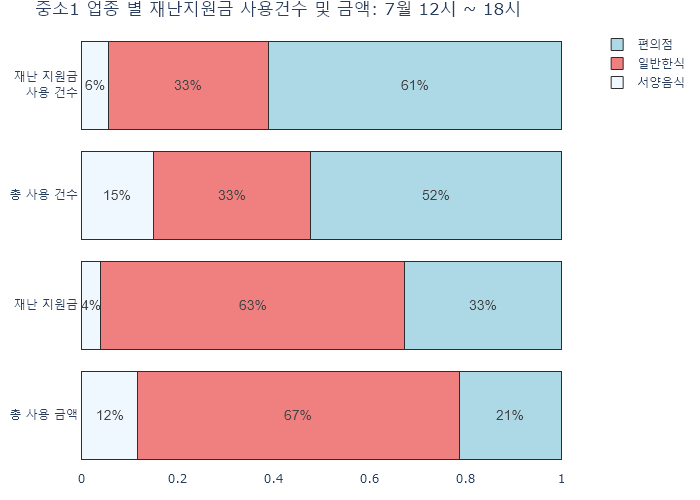 중소1 업종 별 재난지원금 사용건수 및 금액: 7월 12시 ~ 18시
편의점
일반한식
서양음식
재난 지원금
사용 건수
6%
33%
61%
총 사용 건수
15%
33%
52%
재난 지원금
4%
63%
33%
총 사용 금액
12%
67%
21%
0
0.2
0.4
0.6
0.8
1